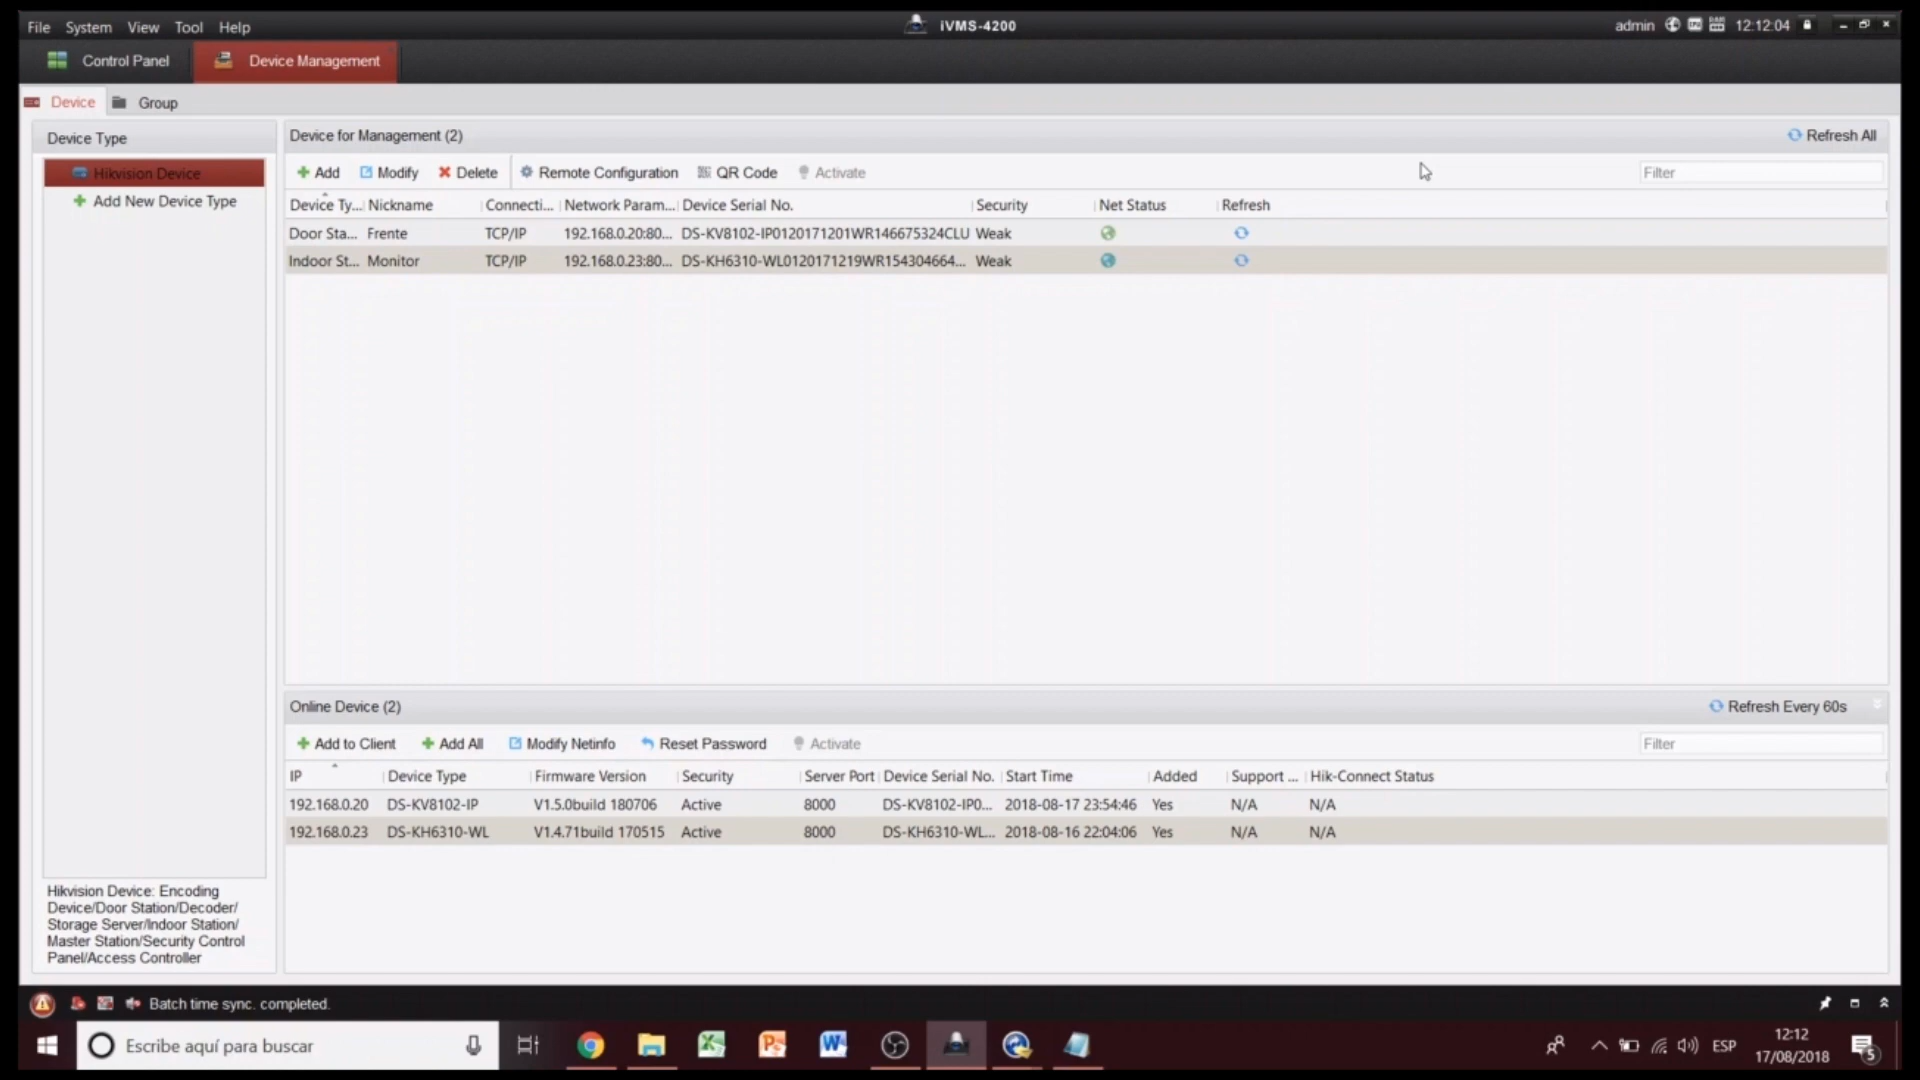 File System View Tool Help
iVMS-4200
admin 12:12:04
Control Panel
Device Management
Device
Group
Device Type
Hikvision Device
Add New Device Type
Hikvision Device: Encoding
Device/Door Station/Decoder/
Storage Server/Indoor Station/
Master Station/Security Control
Panel/Access Controller
Device for Management (2)
Refresh All
Add Modify Delete Remote Configuration QR Code Activate
Filter
Device Ty... Nickname Connecti... Network Param... Device Serial No. Security Net Status Refresh
Door Sta... Frente TCP/IP 192.168.0.20:80... DS-KV8102-IP0120171201WR146675324CLU Weak
Indoor St... Monitor TCP/IP 192.168.0.23:80... DS-KH6310-WL0120171219WR154304664... Weak
Online Device (2)
Refresh Every 60s
Add to Client Add All Modify Netinfo Reset Password Activate
Filter
IP Device Type Firmware Version Security Server Port Device Serial No. Start Time Added Support ... Hik-Connect Status
192.168.0.20 DS-KV8102-IP V1.5.0build 180706 Active 8000 DS-KV8102-IP0... 2018-08-17 23:54:46 Yes N/A N/A
192.168.0.23 DS-KH6310-WL V1.4.71build 170515 Active 8000 DS-KH6310-WL... 2018-08-16 22:04:06 Yes N/A N/A
Batch time sync. completed.
Escribe aquí para buscar
ESP
12:12
17/08/2018
5